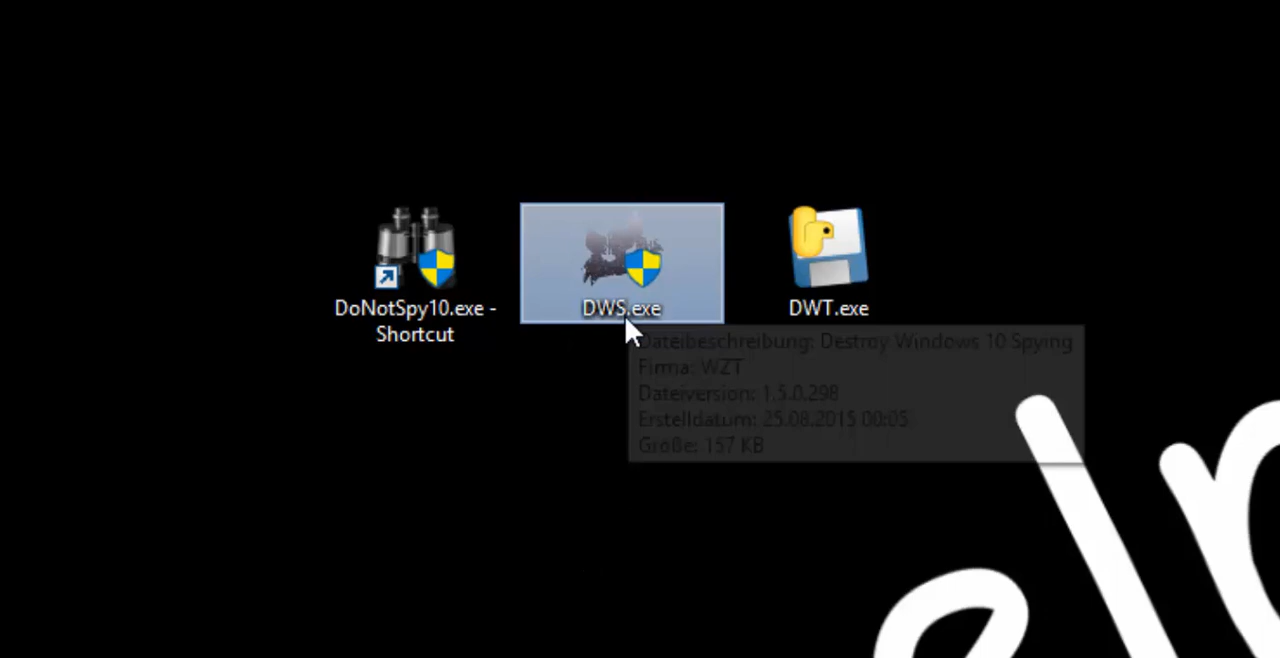 DoNotSpy10.exe -
Shortcut
DWS.exe
DWT.exe
Dateibeschreibung: Destroy Windows 10 Spying
Firma: WZT
Dateiversion: 1.5.0.298
Erstelldatum: 25.08.2015 00:05
Größe: 157 KB